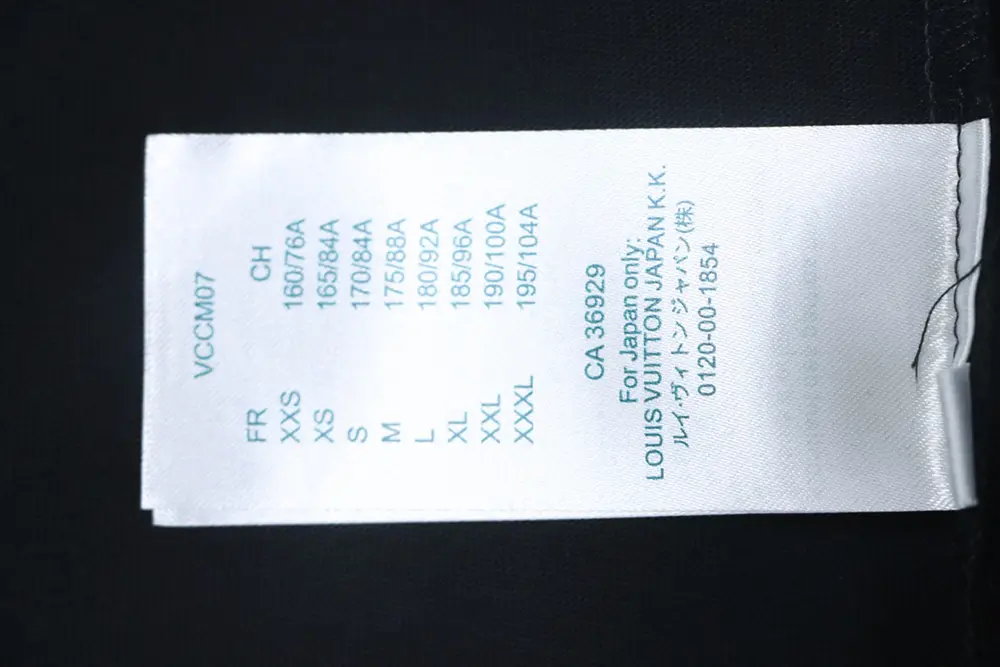 VCCM07
FR CH
XXS 160/76A
XS 165/84A
S 170/84A
M 175/88A
L 180/92A
XL 185/96A
XXL 190/100A
XXXL 195/104A
CA 36929
For Japan only:
LOUIS VUITTON JAPAN K.K.
ルイ・ヴィトン ジャパン(株)
0120-00-1854